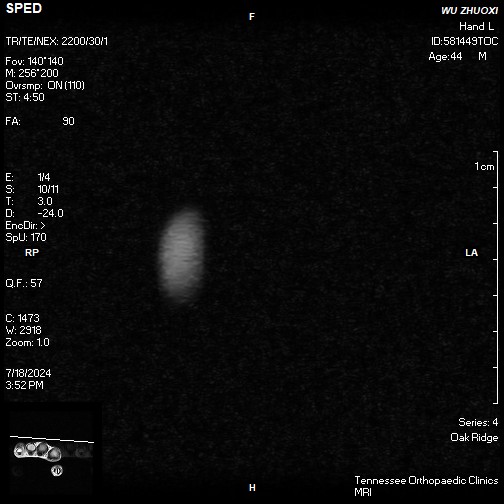 SPED
F
WU ZHUOXI
Hand L
TR/TE/NEX: 2200/30/1
ID:581449TOC
Age:44 M
Fov: 140*140
M: 256*200
Ovrsmp: ON (110)
ST: 4:50
FA: 90
1cm
E: 1/4
S: 10/11
T: 3.0
D: -24.0
EncDir: >
SpU: 170
RP
LA
Q.F.: 57
C: 1473
W: 2918
Zoom: 1.0
7/18/2024
3:52 PM
Series: 4
Oak Ridge
H
Tennessee Orthopaedic Clinics
MRI